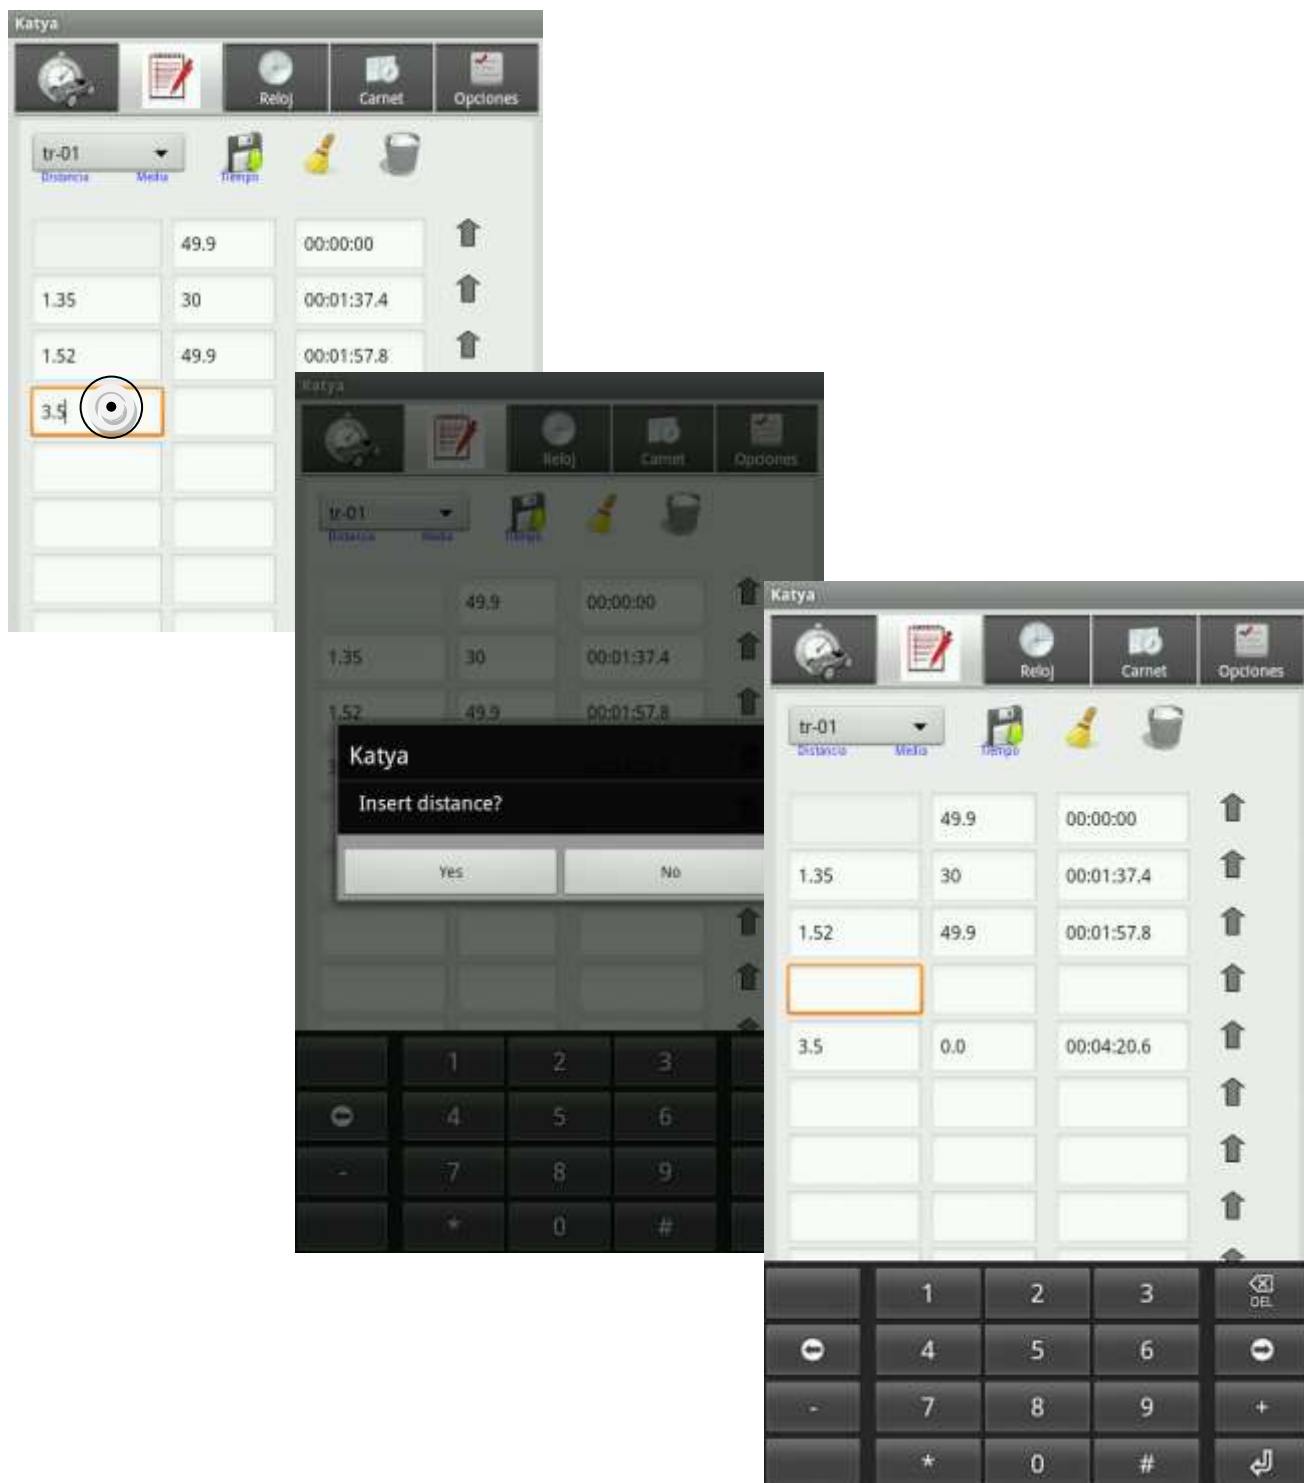 Katya
Reloj Carnet Opciones
tr-01
Distancia Media Tiempo
49.9 00:00:00
1.35 30 00:01:37.4
1.52 49.9 00:01:57.8
3.5
Katya
Reloj Carnet Opciones
tr-01
Distancia Media Tiempo
49.9 00:00:00
1.35 30 00:01:37.4
1.52 49.9 00:01:57.8
Katya
Insert distance?
Yes No
1 2 3
4 5 6
- 7 8 9
* 0 #
Katya
Reloj Carnet Opciones
tr-01
Distancia Media Tiempo
49.9 00:00:00
1.35 30 00:01:37.4
1.52 49.9 00:01:57.8
3.5 0.0 00:04:20.6
1 2 3 DEL
4 5 6
- 7 8 9 +
* 0 #